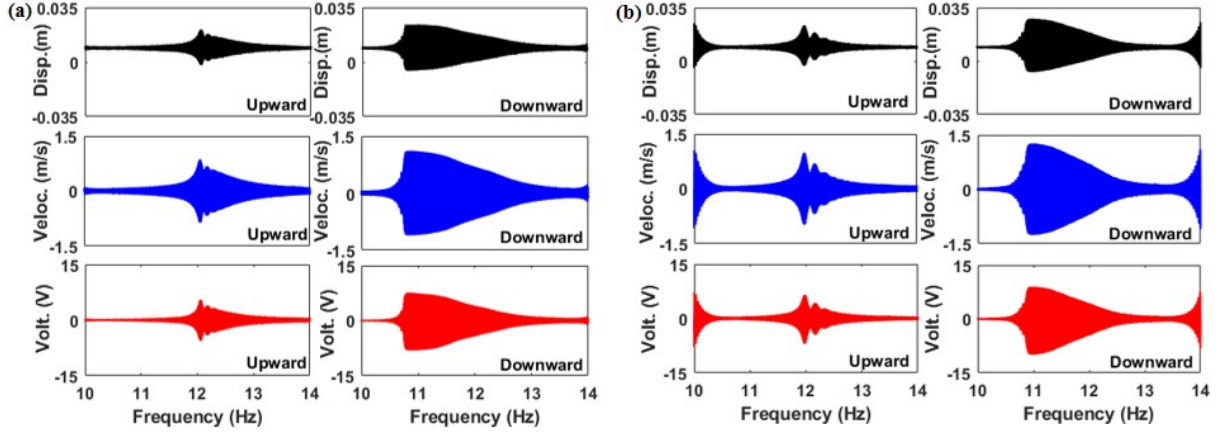 (a)
0.035
0
-0.035
Disp.(m)
Upward
0.035
0
-0.035
Disp.(m)
Downward
1.5
0
-1.5
Veloc. (m/s)
Upward
1.5
0
-1.5
Veloc. (m/s)
Downward
15
0
-15
Volt. (V)
Upward
10 11 12 13 14
Frequency (Hz)
15
0
-15
Volt. (V)
Downward
10 11 12 13 14
Frequency (Hz)
(b)
0.035
0
-0.035
Disp.(m)
Upward
0.035
0
-0.035
Disp.(m)
Downward
1.5
0
-1.5
Veloc. (m/s)
Upward
1.5
0
-1.5
Veloc. (m/s)
Downward
15
0
-15
Volt. (V)
Upward
10 11 12 13 14
Frequency (Hz)
15
0
-15
Volt. (V)
Downward
10 11 12 13 14
Frequency (Hz)